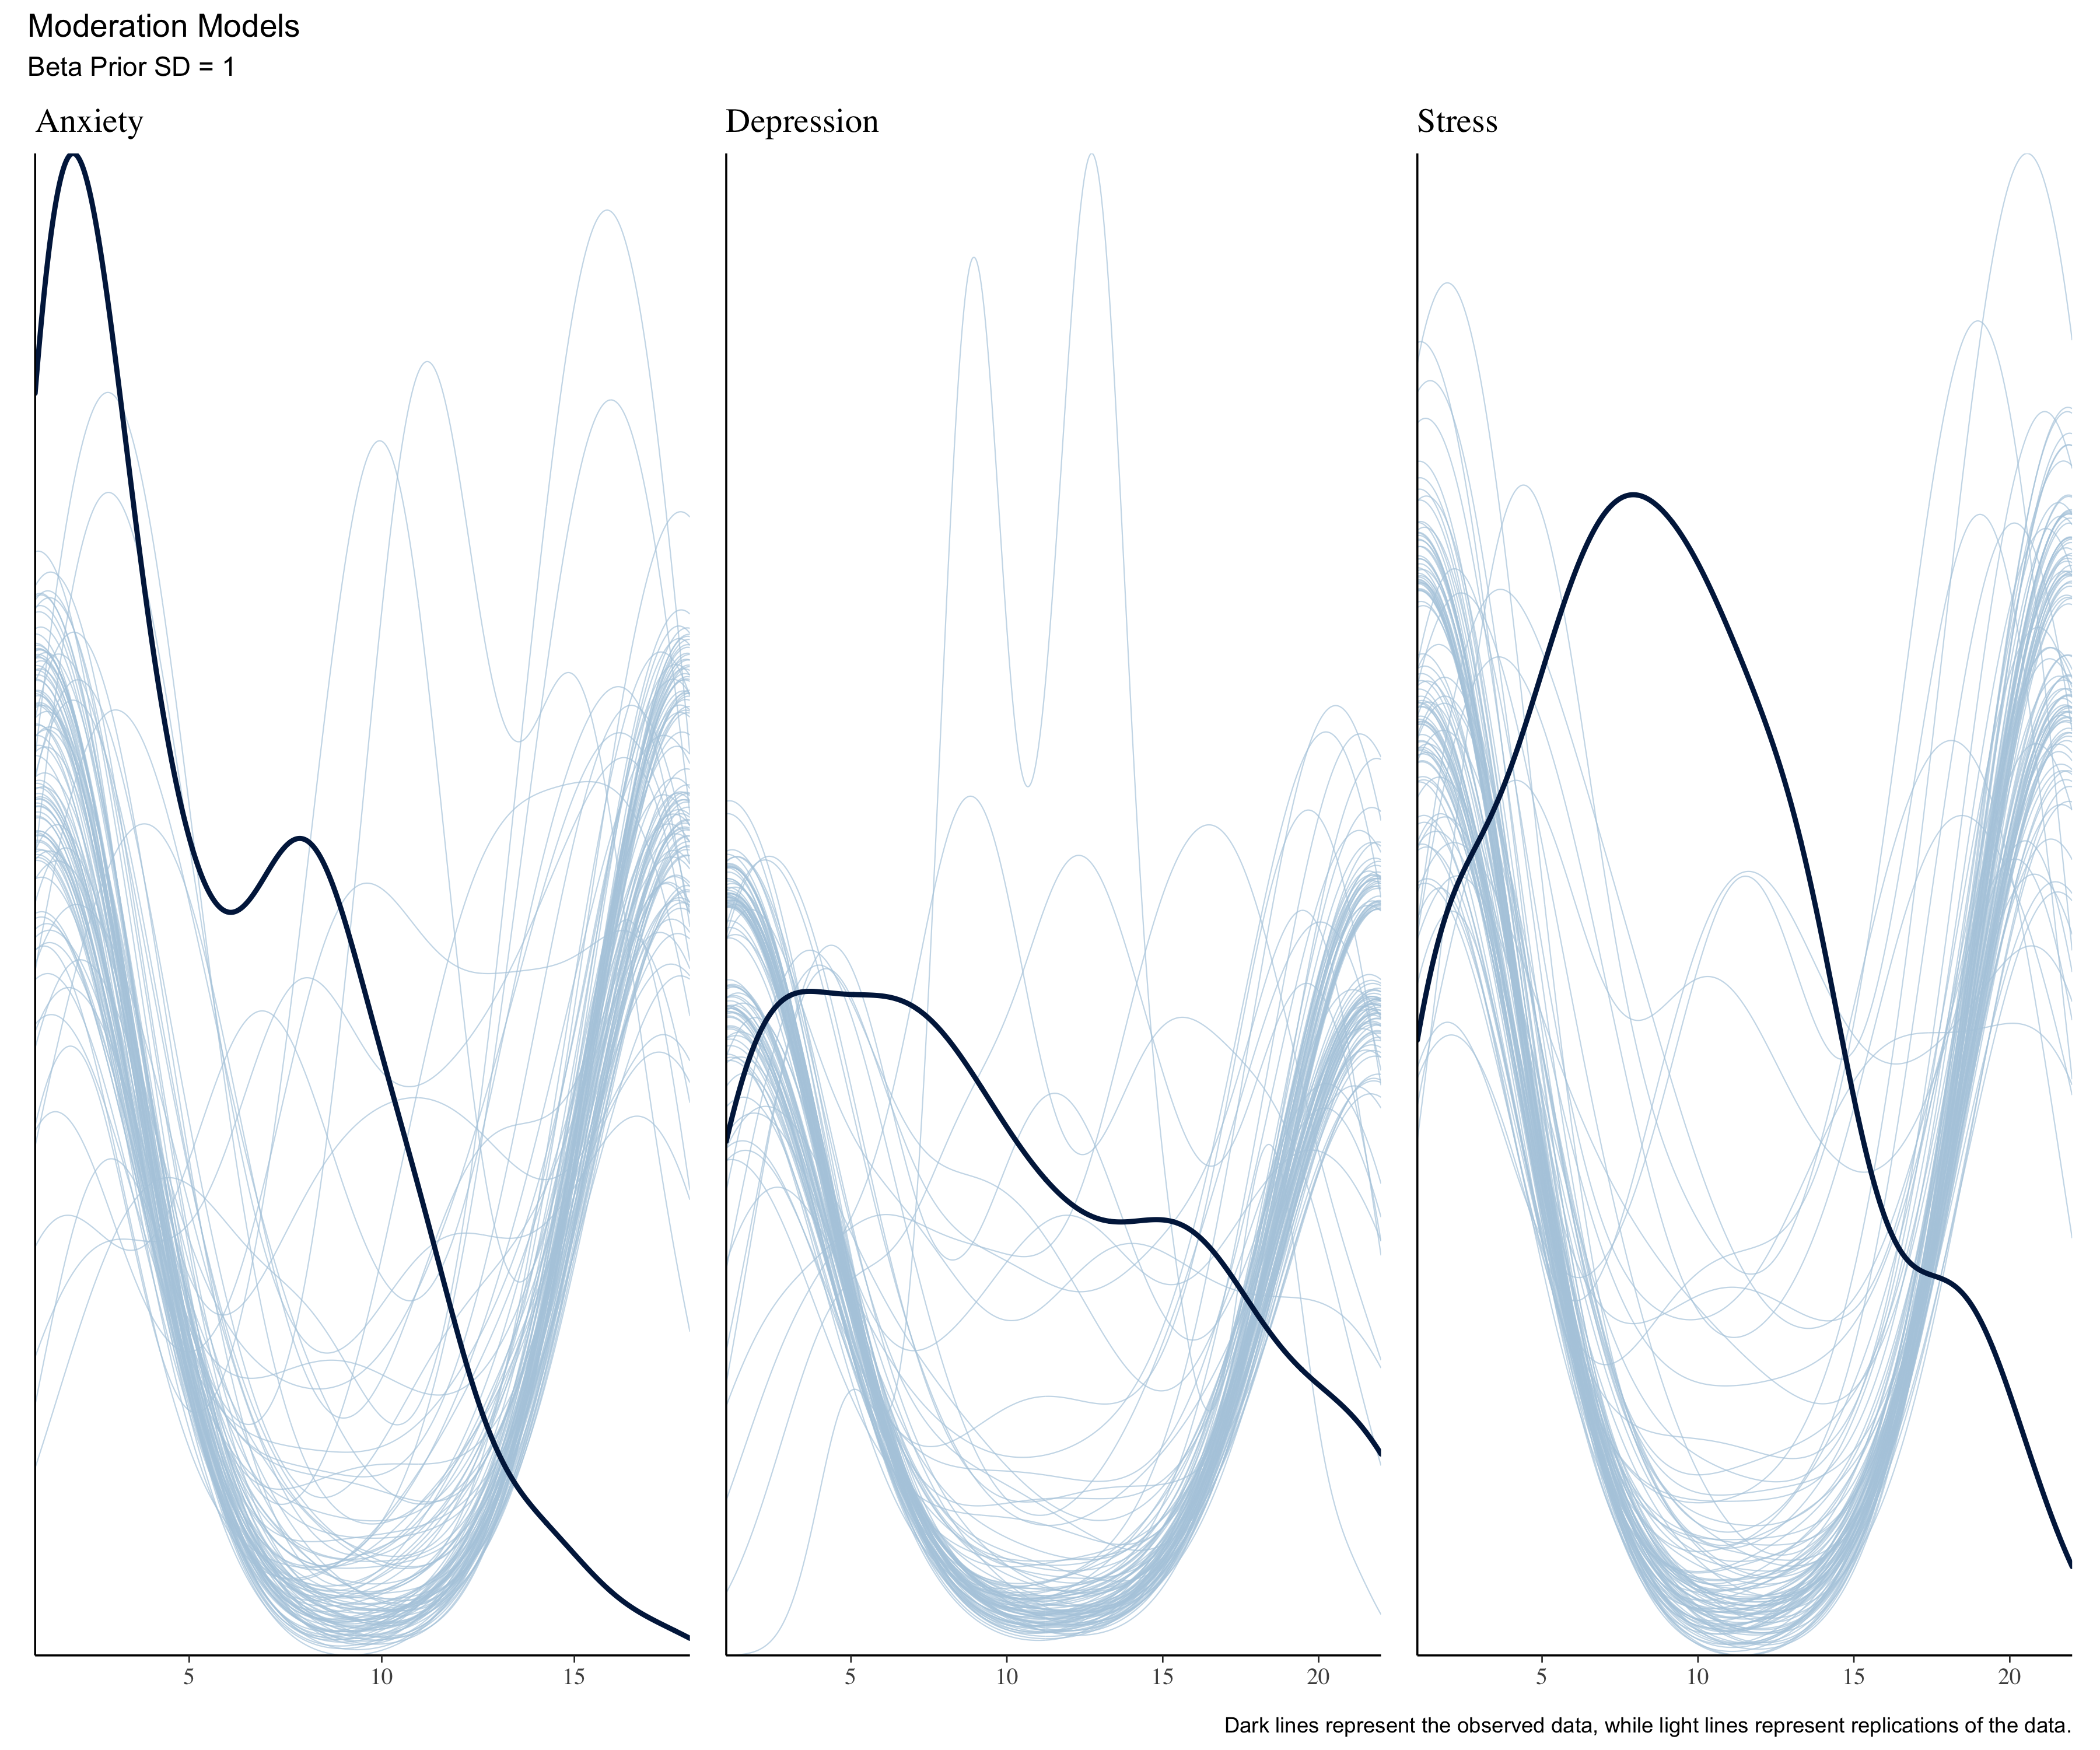 Moderation Models
Beta Prior SD = 1
Anxiety
Depression
Stress
5 10 15
5 10 15 20
5 10 15 20
Dark lines represent the observed data, while light lines represent replications of the data.